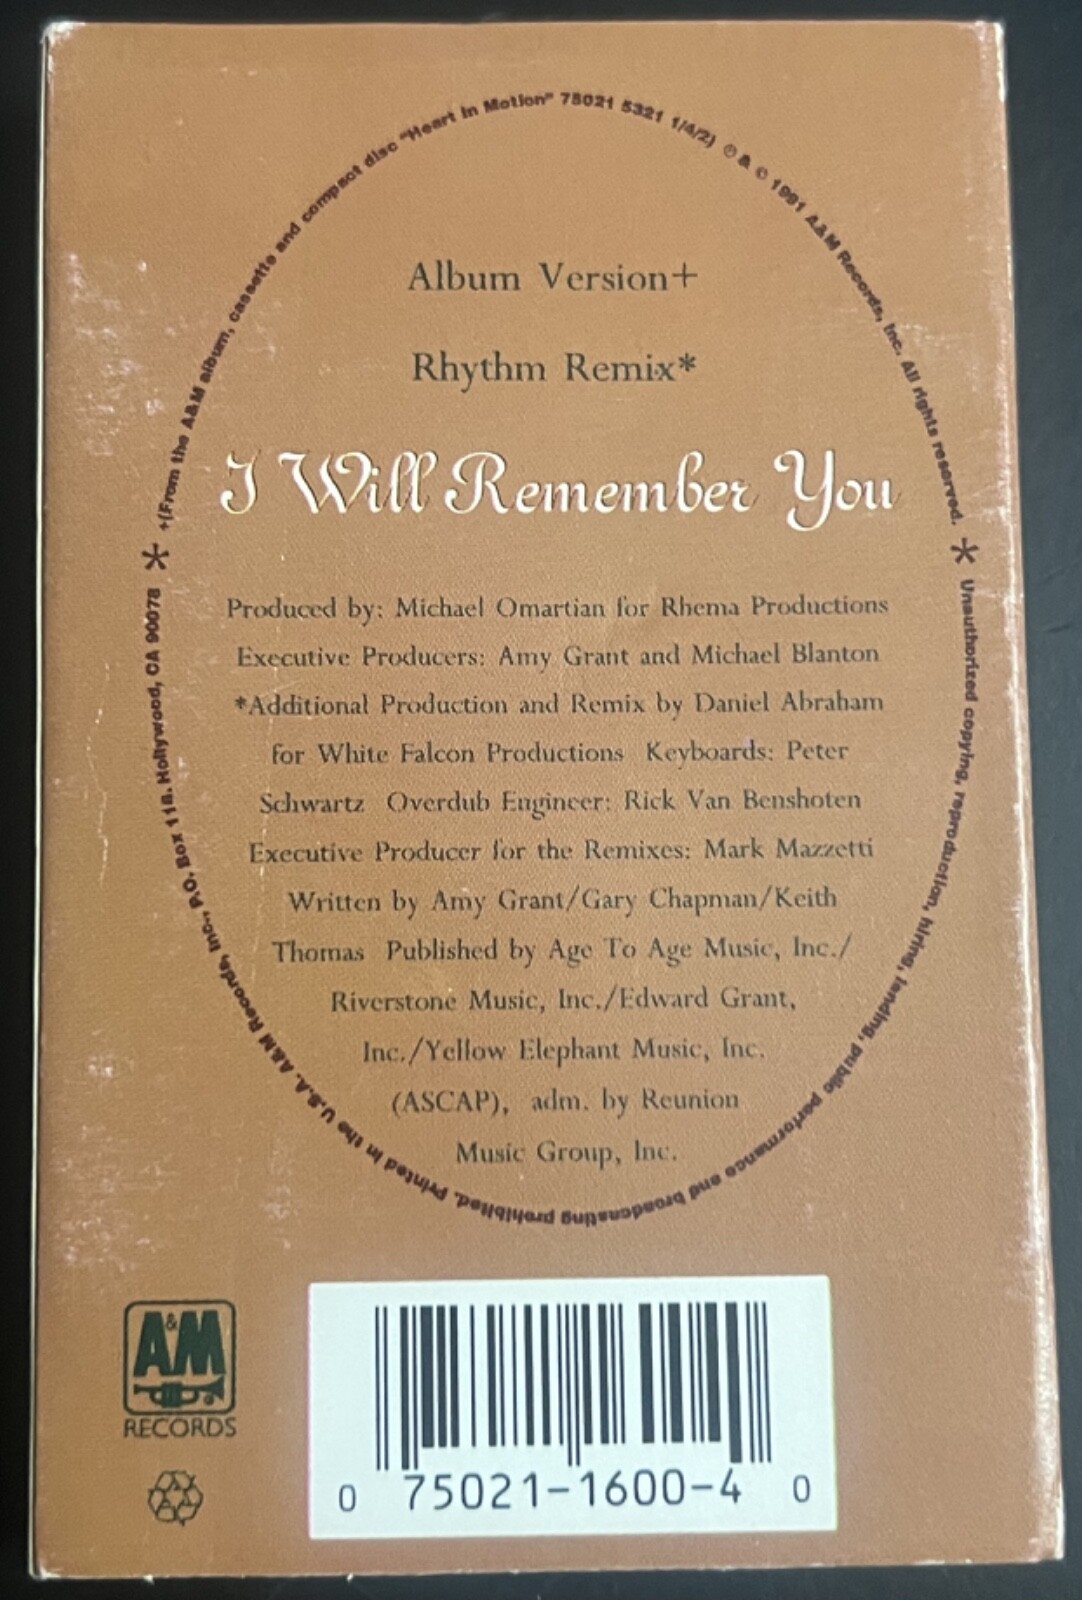 +(From the A&M album, cassette and compact disc "Heart in Motion" 75021 5321 1/4/2) ℗ & © 1991 A&M Records, Inc. All rights reserved.
* Unauthorized copying, reproduction, hiring, lending, public performance and broadcasting prohibited. Printed in the U.S.A. A&M Records, Inc., P.O. Box 118, Hollywood, CA 90078 *
Album Version+
Rhythm Remix*
I Will Remember You
Produced by: Michael Omartian for Rhema Productions
Executive Producers: Amy Grant and Michael Blanton
*Additional Production and Remix by Daniel Abraham
for White Falcon Productions Keyboards: Peter
Schwartz Overdub Engineer: Rick Van Benshoten
Executive Producer for the Remixes: Mark Mazzetti
Written by Amy Grant/Gary Chapman/Keith
Thomas Published by Age To Age Music, Inc./
Riverstone Music, Inc./Edward Grant,
Inc./Yellow Elephant Music, Inc.
(ASCAP), adm. by Reunion
Music Group, Inc.
A&M
RECORDS
0 75021-1600-4 0